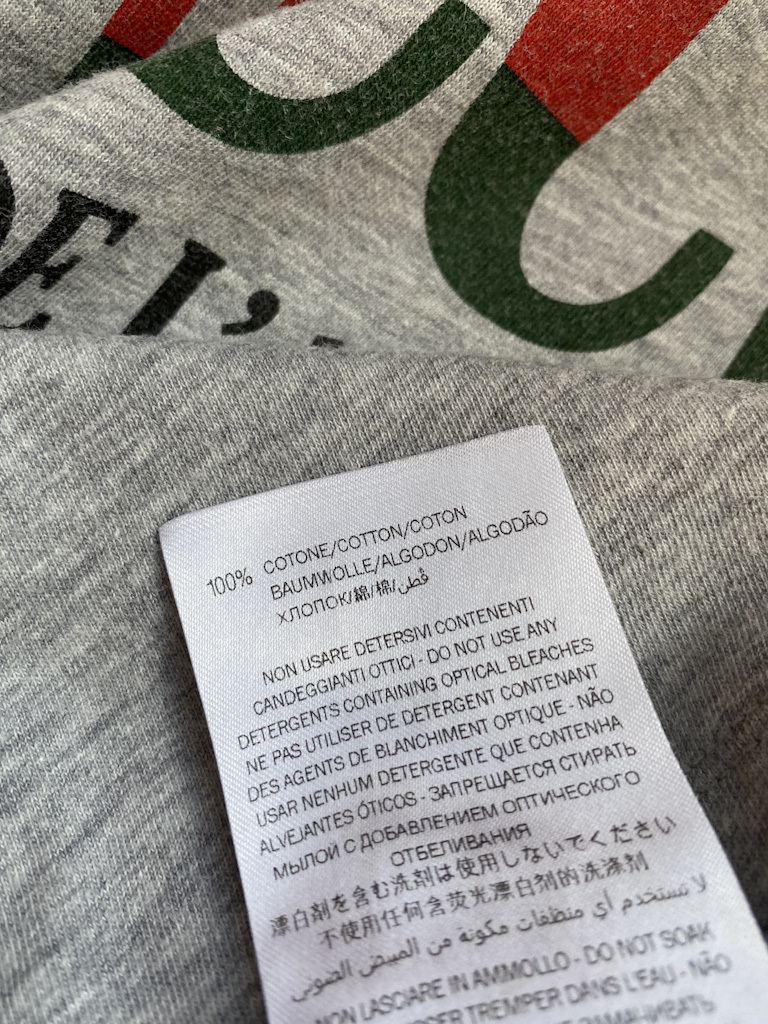 DE L'
100% COTONE/COTTON/COTON
BAUMWOLLE/ALGODON/ALGODÃO
ХЛОПОК/綿/棉/قطن
NON USARE DETERSIVI CONTENENTI
CANDEGGIANTI OTTICI - DO NOT USE ANY
DETERGENTS CONTAINING OPTICAL BLEACHES
NE PAS UTILISER DE DETERGENT CONTENANT
DES AGENTS DE BLANCHIMENT OPTIQUE - NÃO
USAR NENHUM DETERGENTE QUE CONTENHA
ALVEJANTES ÓTICOS - ЗАПРЕЩАЕТСЯ СТИРАТЬ
МЫЛОЙ С ДОБАВЛЕНИЕМ ОПТИЧЕСКОГО
ОТБЕЛИВАНИЯ
漂白剤を含む洗剤は使用しないでください
不使用任何含荧光漂白剂的洗涤剂
لا تستخدم أي منظفات مكونة من المبيض الضوئي
NON LASCIARE IN AMMOLLO - DO NOT SOAK
TREMPER DANS L'EAU - NÃO